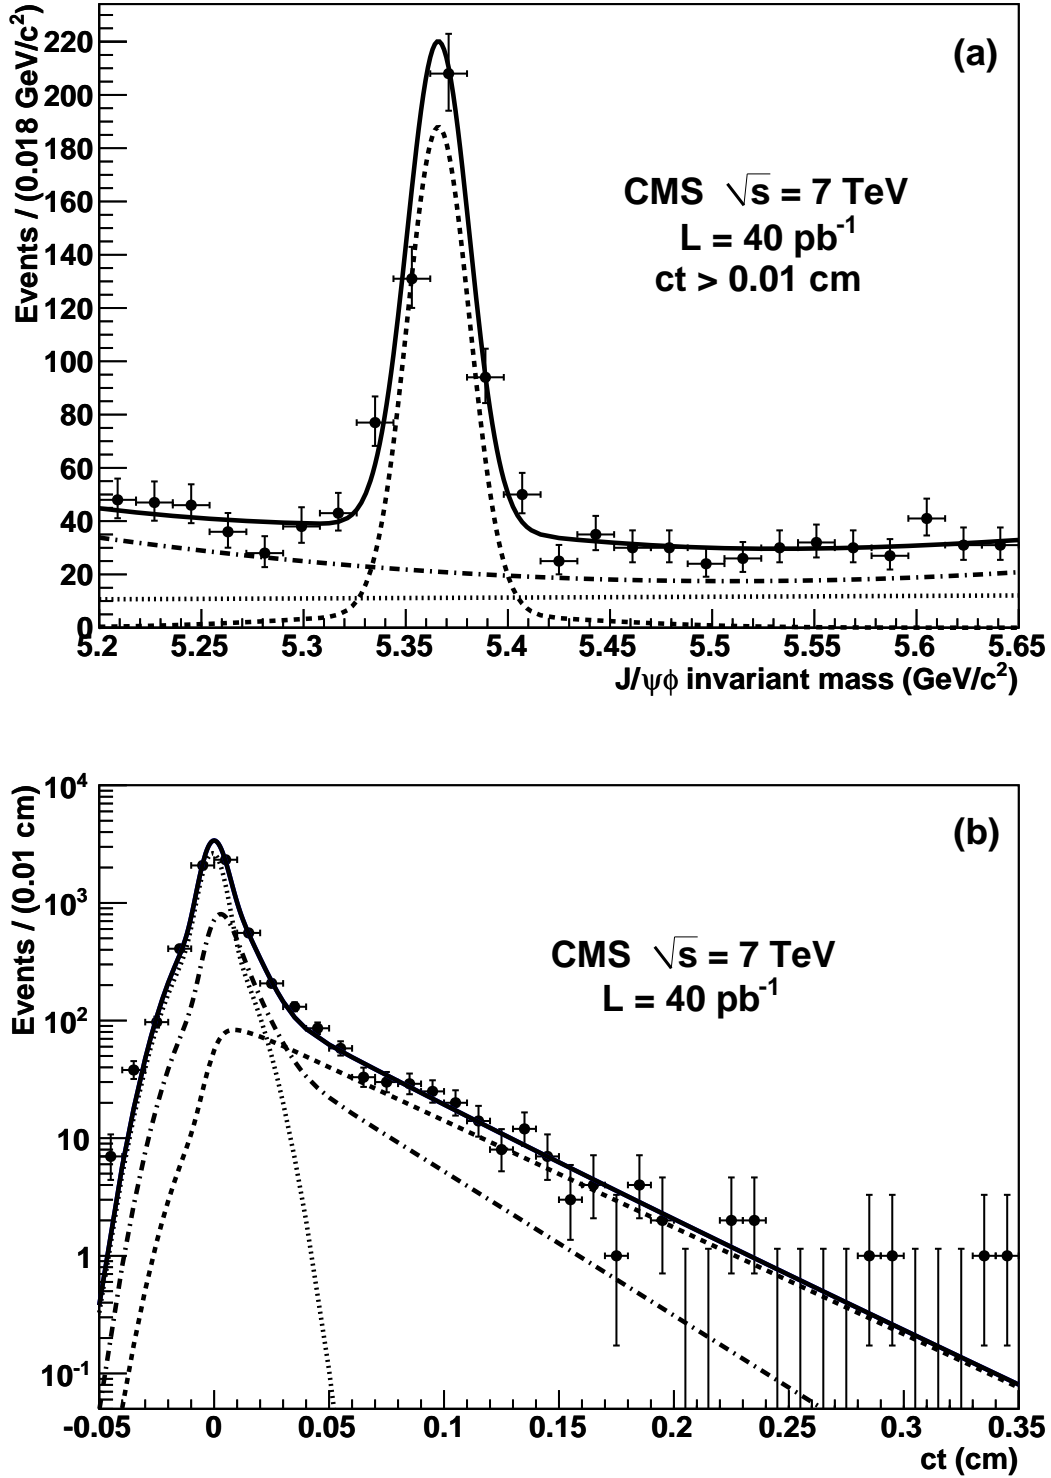 (a)
Events / (0.018 GeV/c²)
220
200
180
160
140
120
100
80
60
40
20
0
CMS √s = 7 TeV
L = 40 pb⁻¹
ct > 0.01 cm
5.2 5.25 5.3 5.35 5.4 5.45 5.5 5.55 5.6 5.65
J/ψϕ invariant mass (GeV/c²)
(b)
Events / (0.01 cm)
10⁴
10³
10²
10
1
10⁻¹
CMS √s = 7 TeV
L = 40 pb⁻¹
-0.05 0 0.05 0.1 0.15 0.2 0.25 0.3 0.35
ct (cm)